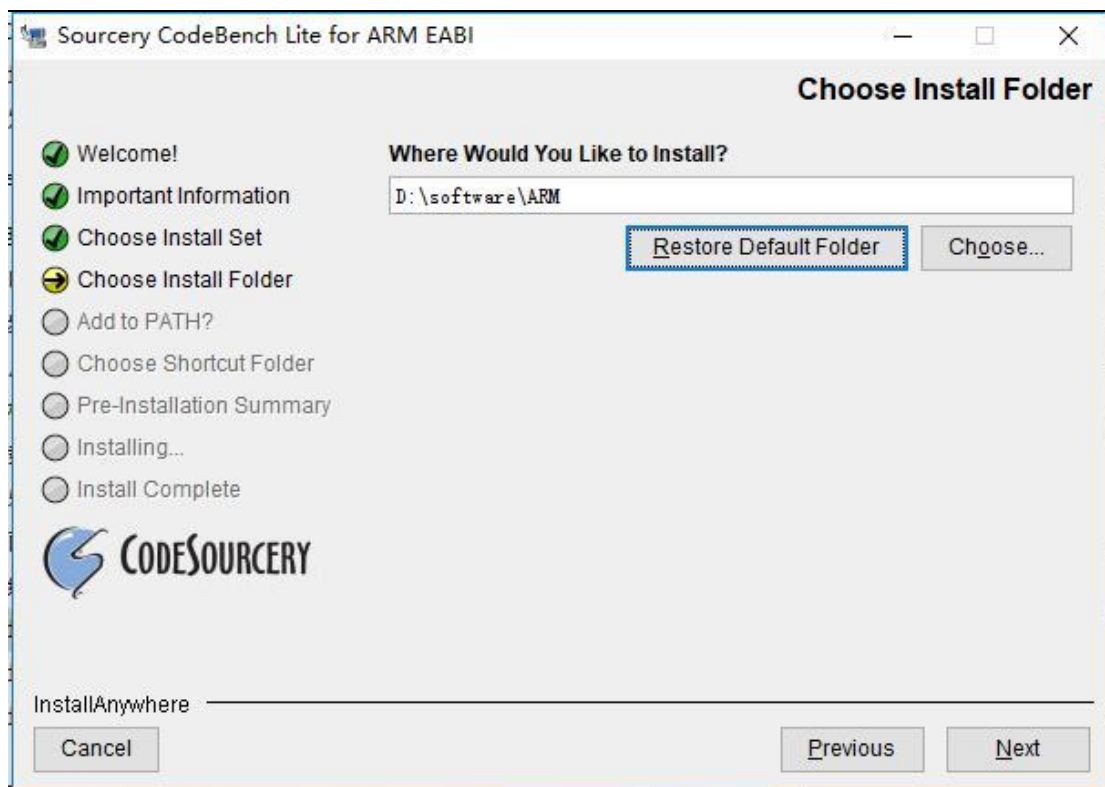 Sourcery CodeBench Lite for ARM EABI
Choose Install Folder
Welcome!
Important Information
Choose Install Set
Choose Install Folder
Add to PATH?
Choose Shortcut Folder
Pre-Installation Summary
Installing...
Install Complete
CODESOURCERY
Where Would You Like to Install?
D:\software\ARM
Restore Default Folder
Choose...
InstallAnywhere
Cancel
Previous
Next